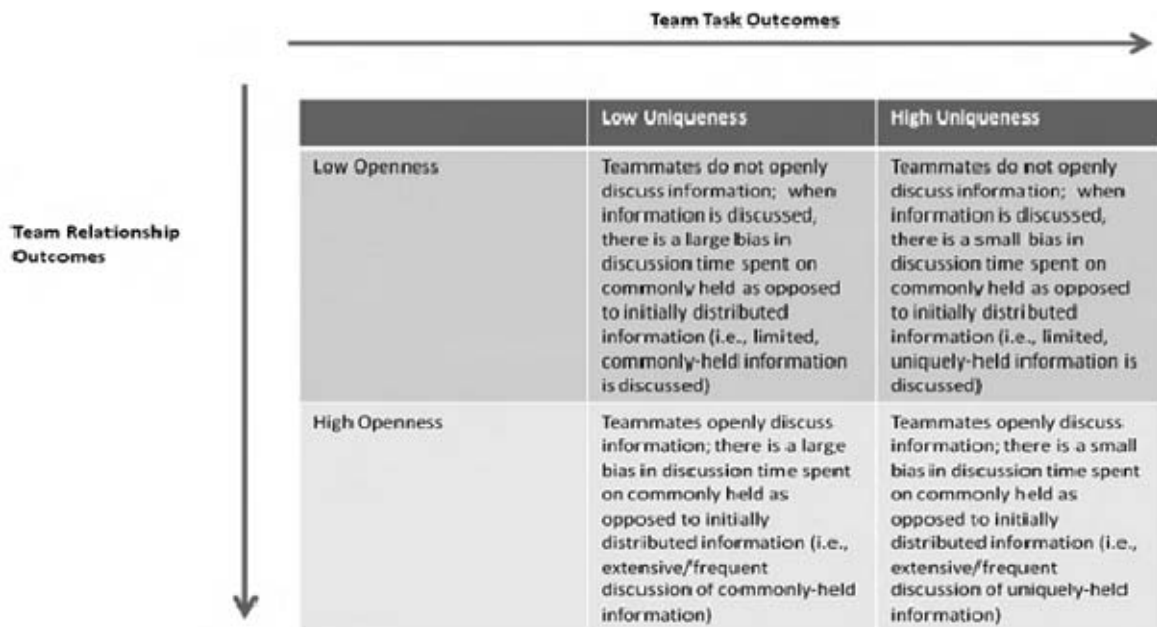 Team Task Outcomes
Team Relationship
Outcomes
Low Uniqueness
High Uniqueness
Low Openness
Teammates do not openly
discuss information; when
information is discussed,
there is a large bias in
discussion time spent on
commonly held as opposed
to initially distributed
information (i.e., limited,
commonly-held information
is discussed)
Teammates do not openly
discuss information; when
information is discussed,
there is a small bias in
discussion time spent on
commonly held as opposed
to initially distributed
information (i.e., limited,
uniquely-held information is
discussed)
High Openness
Teammates openly discuss
information; there is a large
bias in discussion time spent
on commonly held as
opposed to initially
distributed information (i.e.,
extensive/frequent
discussion of commonly-held
information)
Teammates openly discuss
information; there is a small
bias in discussion time spent
on commonly held as
opposed to initially
distributed information (i.e.,
extensive/frequent
discussion of uniquely-held
information)